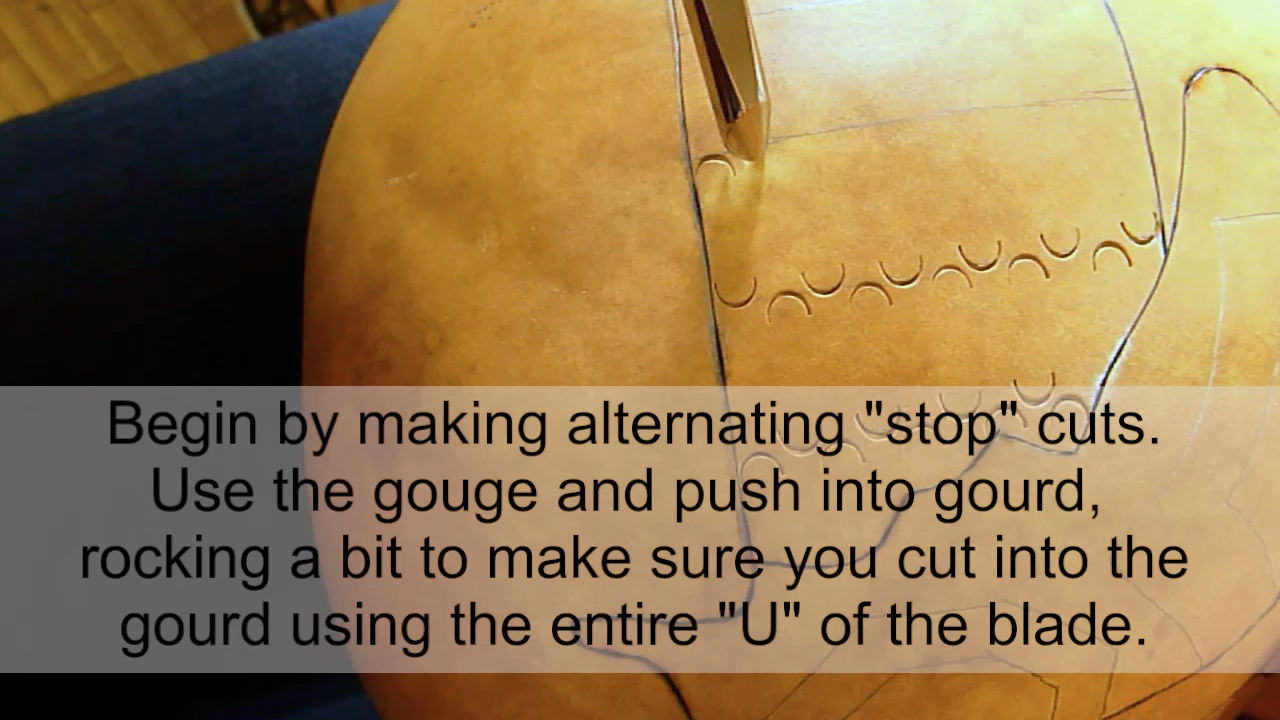 Begin by making alternating "stop" cuts.
Use the gouge and push into gourd,
rocking a bit to make sure you cut into the
gourd using the entire "U" of the blade.